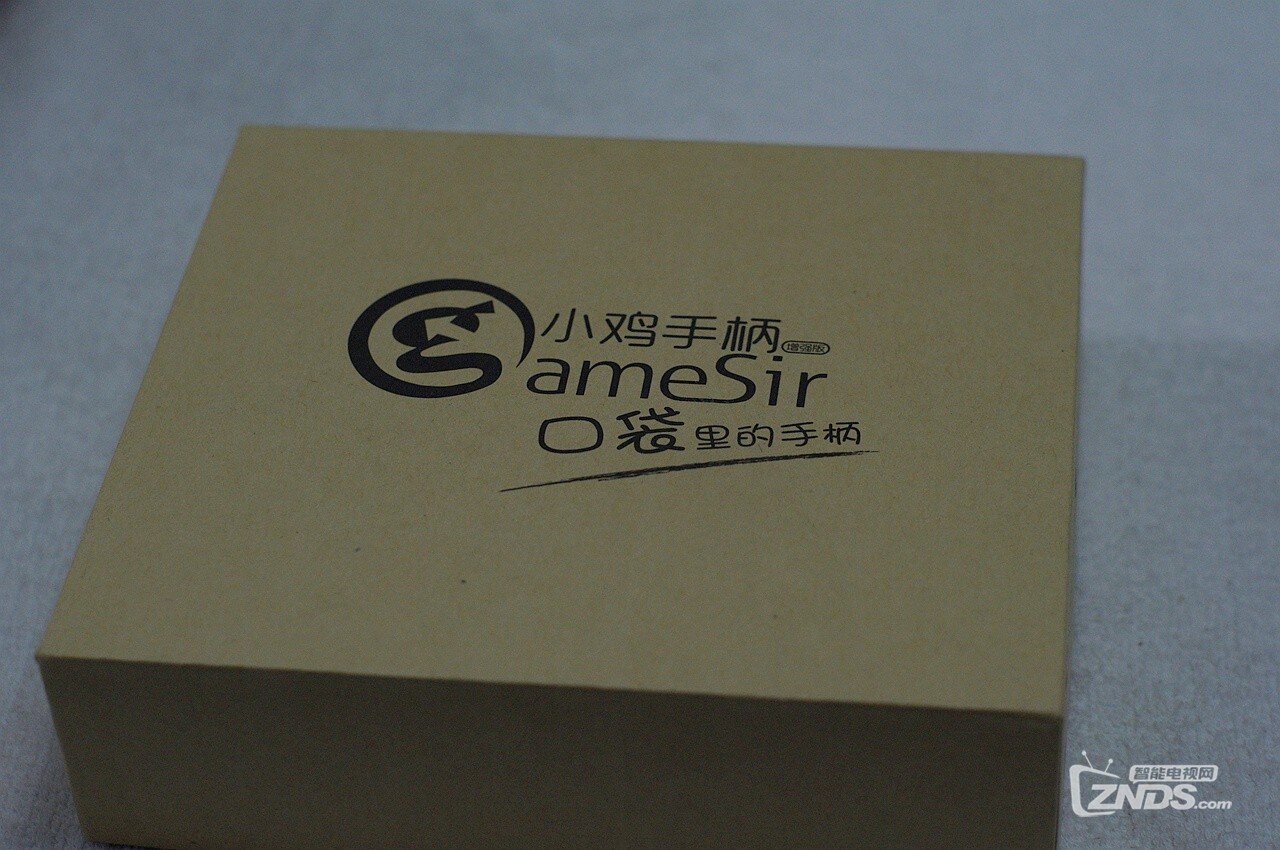 小鸡手柄 增强版
GameSir
口袋里的手柄
智能电视网
ZNDS.com